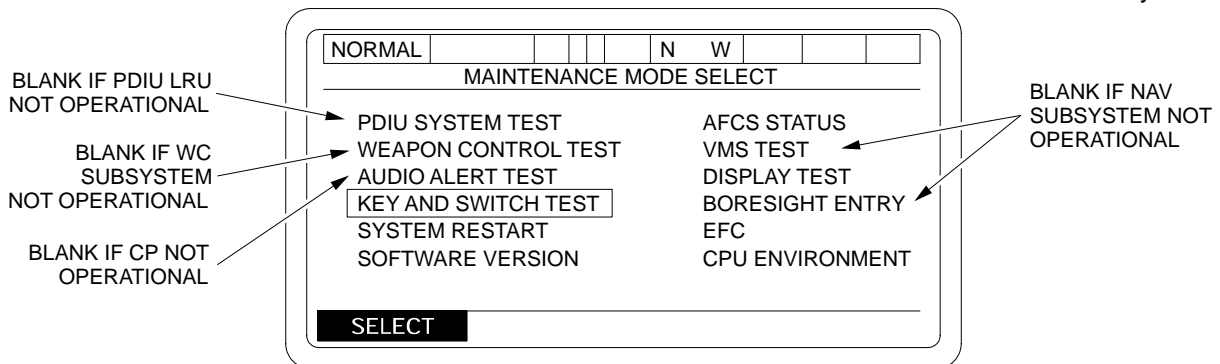 NORMAL N W
MAINTENANCE MODE SELECT
BLANK IF PDIU LRU
NOT OPERATIONAL
BLANK IF WC
SUBSYSTEM
NOT OPERATIONAL
BLANK IF CP NOT
OPERATIONAL
PDIU SYSTEM TEST
WEAPON CONTROL TEST
AUDIO ALERT TEST
KEY AND SWITCH TEST
SYSTEM RESTART
SOFTWARE VERSION
AFCS STATUS
VMS TEST
DISPLAY TEST
BORESIGHT ENTRY
EFC
CPU ENVIRONMENT
BLANK IF NAV
SUBSYSTEM NOT
OPERATIONAL
SELECT